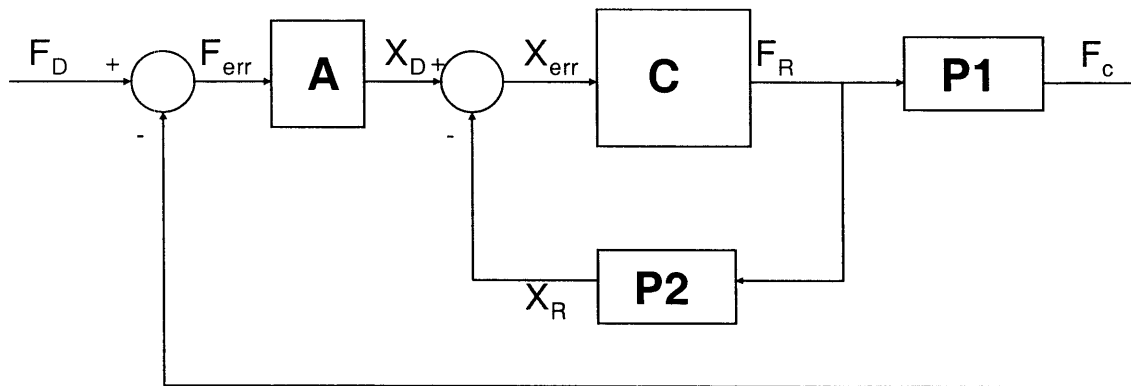 F_D + F_err A X_D + X_err C F_R P1 F_c
- -
X_R P2